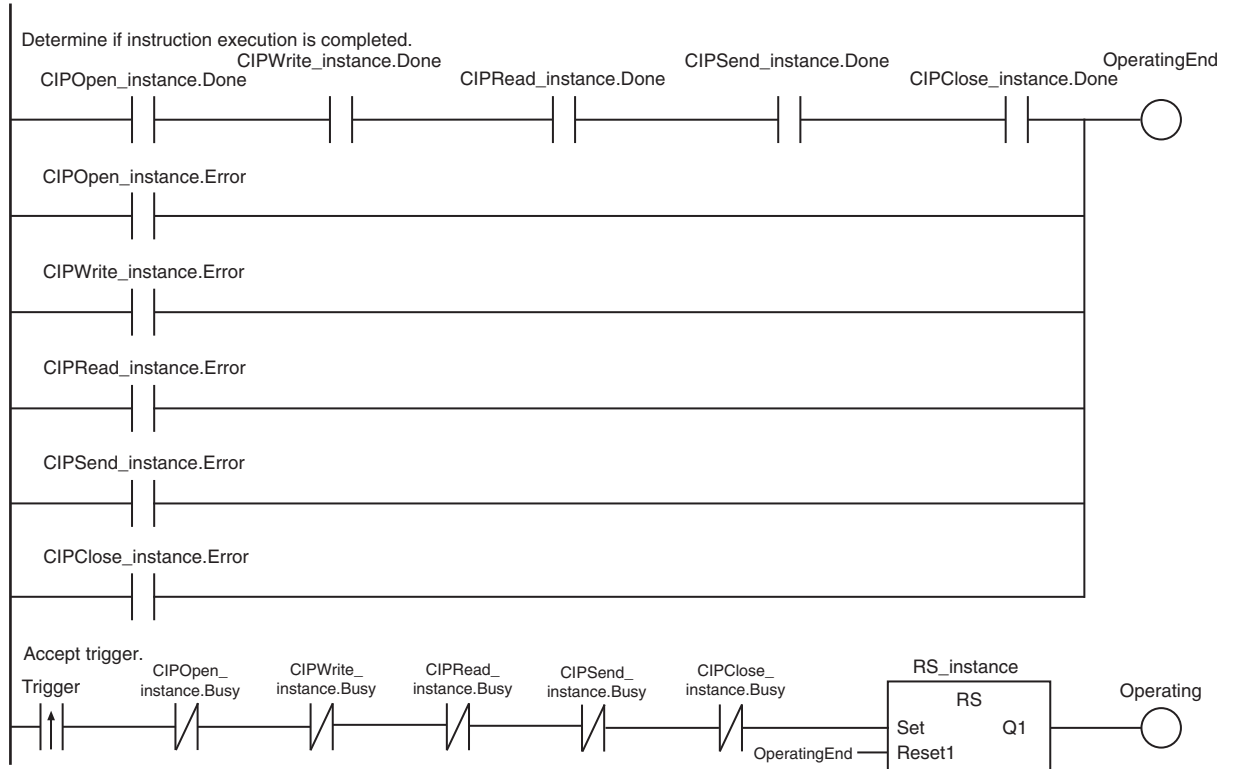 Determine if instruction execution is completed.
CIPOpen_instance.Done
CIPWrite_instance.Done
CIPRead_instance.Done
CIPSend_instance.Done
CIPClose_instance.Done
OperatingEnd
CIPOpen_instance.Error
CIPWrite_instance.Error
CIPRead_instance.Error
CIPSend_instance.Error
CIPClose_instance.Error
Accept trigger.
Trigger
CIPOpen_
instance.Busy
CIPWrite_
instance.Busy
CIPRead_
instance.Busy
CIPSend_
instance.Busy
CIPClose_
instance.Busy
RS_instance
RS
Set
Q1
OperatingEnd
Reset1
Operating